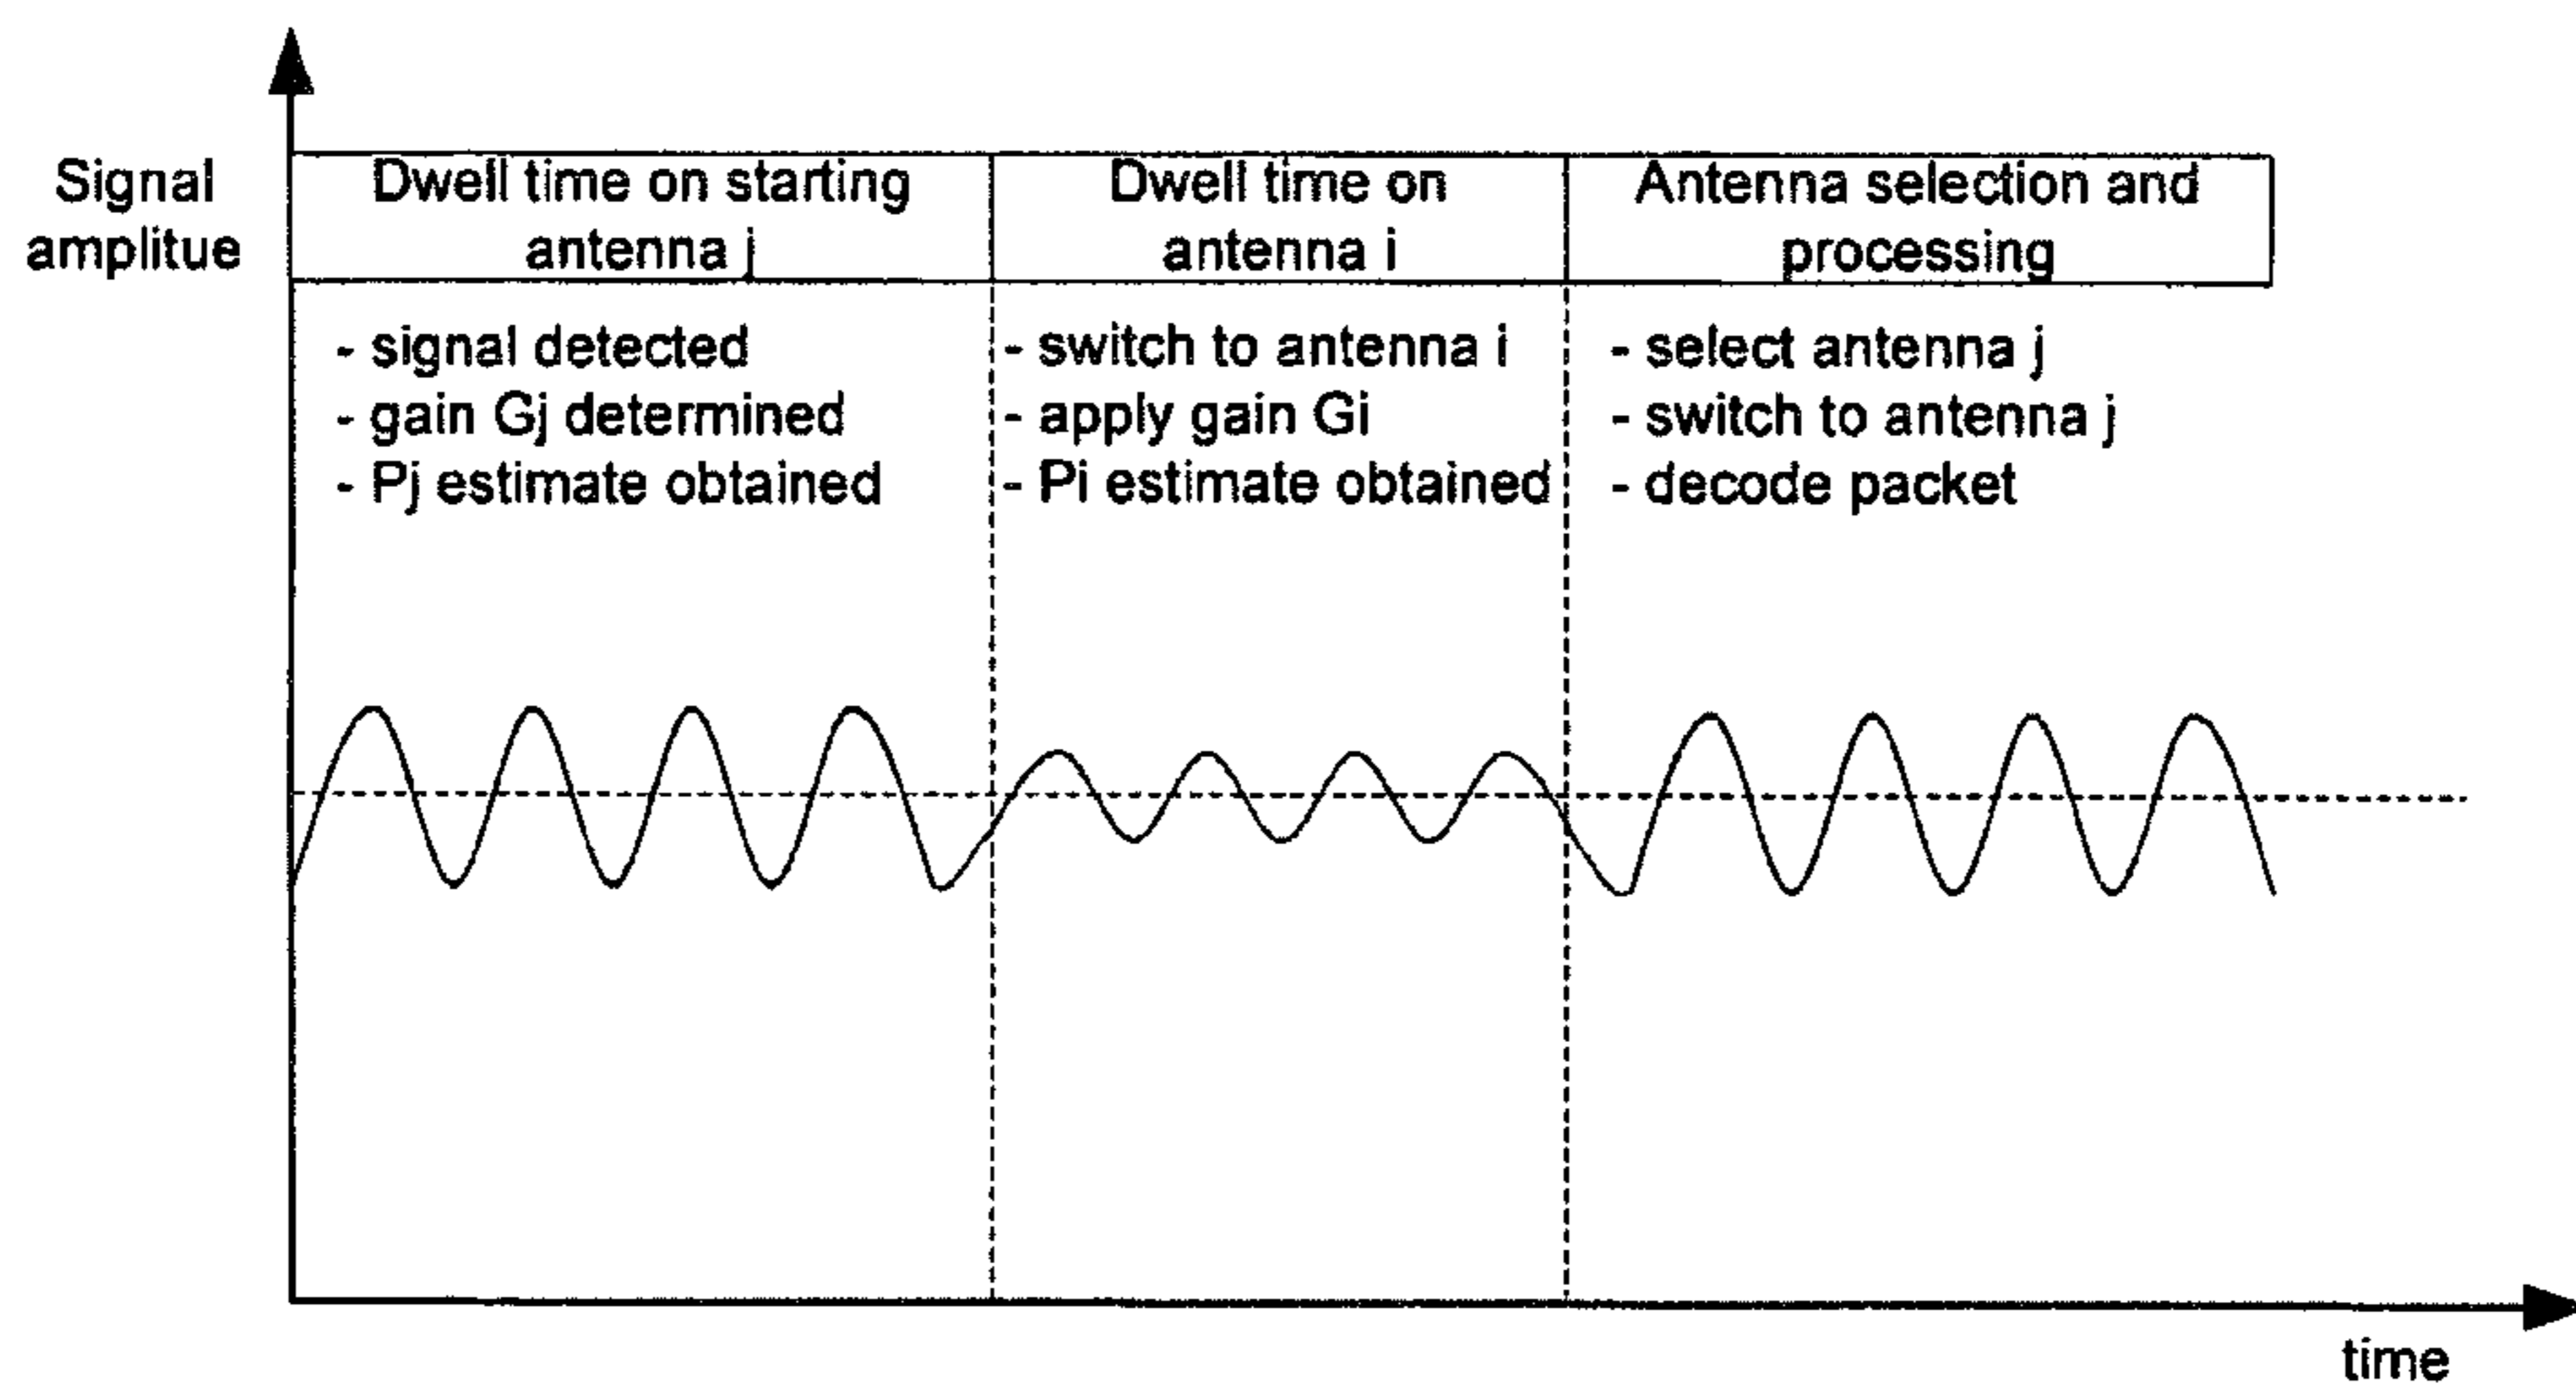 Signal
amplitue
Dwell time on starting
antenna j
Dwell time on
antenna i
Antenna selection and
processing
- signal detected
- gain Gj determined
- Pj estimate obtained
- switch to antenna i
- apply gain Gi
- Pi estimate obtained
- select antenna j
- switch to antenna j
- decode packet
time